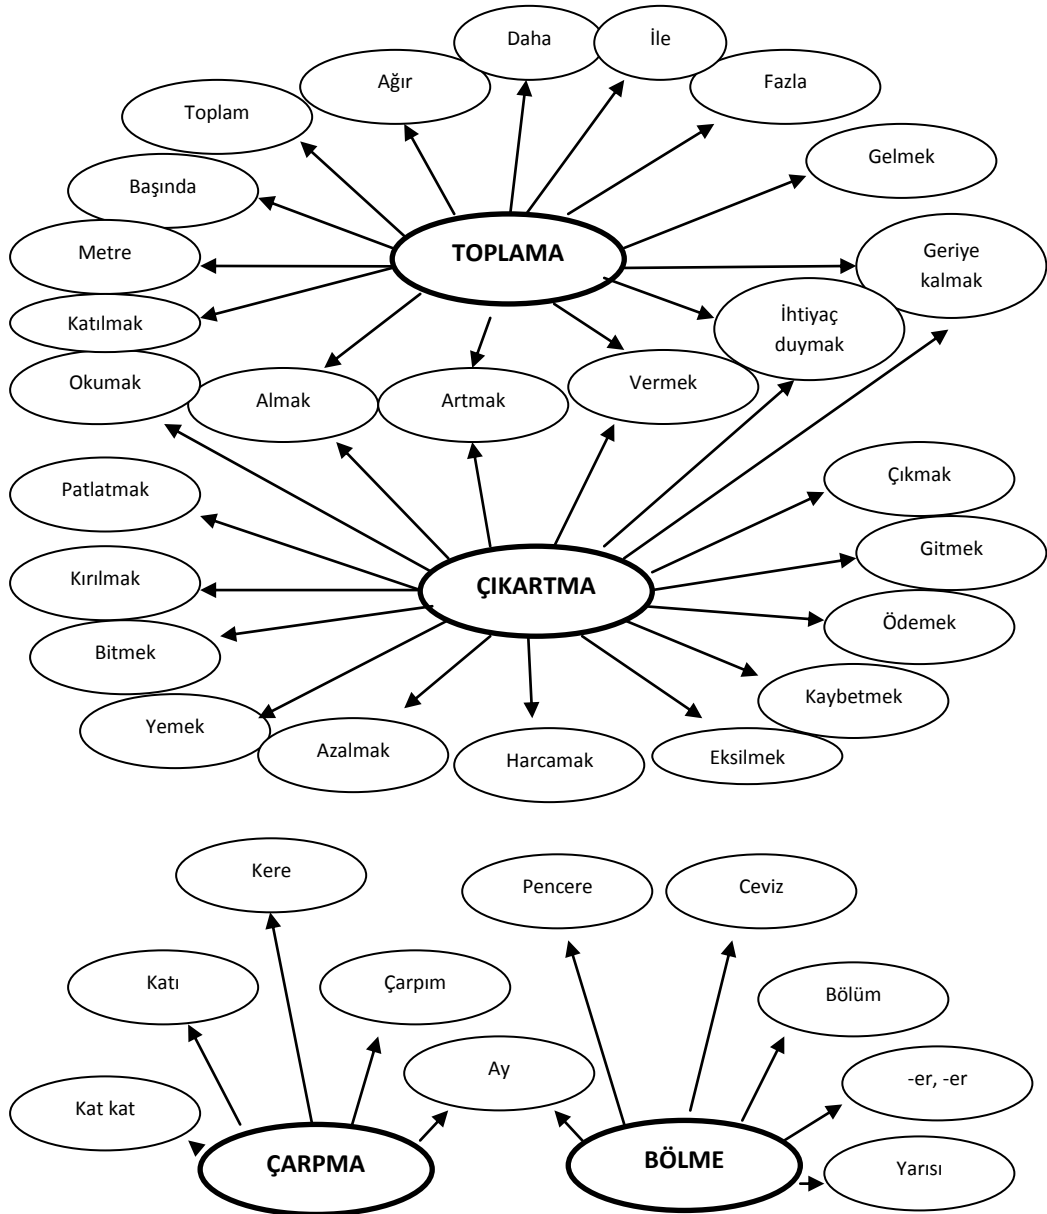 Daha
İle
Ağır
Fazla
Toplam
Gelmek
Başında
Metre
TOPLAMA
Geriye
kalmak
Katılmak
İhtiyaç
duymak
Okumak
Almak
Artmak
Vermek
Patlatmak
Çıkmak
Gitmek
Kırılmak
ÇIKARTMA
Ödemek
Bitmek
Kaybetmek
Yemek
Azalmak
Harcamak
Eksilmek
Kere
Pencere
Ceviz
Katı
Çarpım
Bölüm
Ay
-er, -er
Kat kat
ÇARPMA
BÖLME
Yarısı